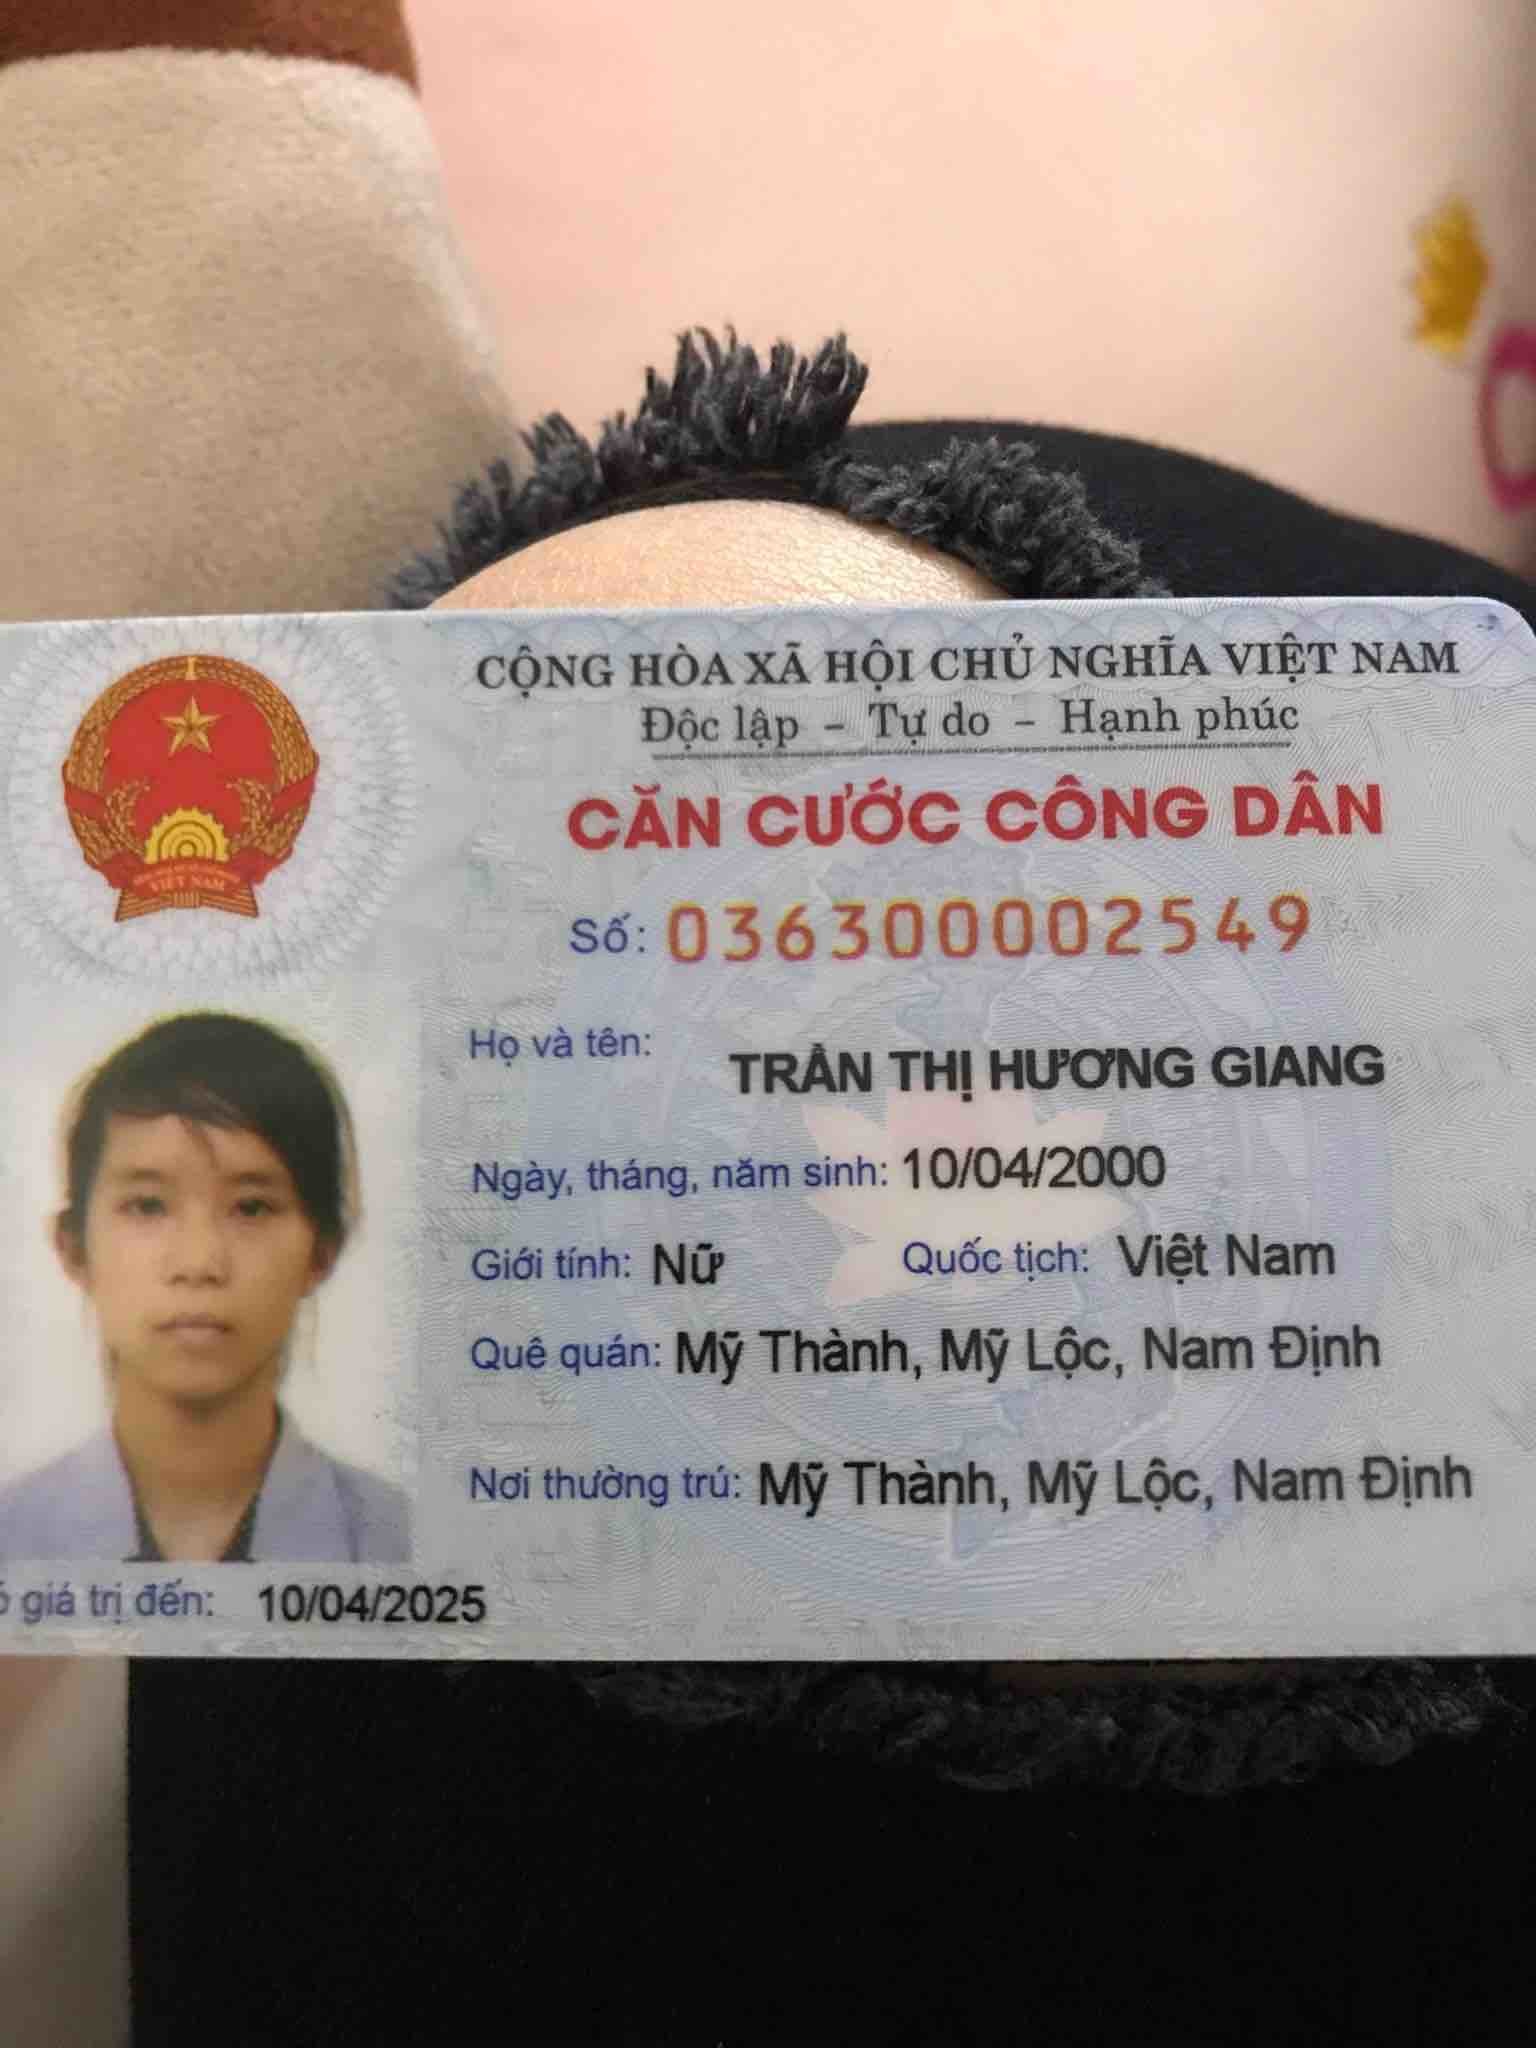 CỘNG HÒA XÃ HỘI CHỦ NGHĨA VIỆT NAM
Độc lập - Tự do - Hạnh phúc
CĂN CƯỚC CÔNG DÂN
Số: 036300002549
Họ và tên: TRẦN THỊ HƯƠNG GIANG
Ngày, tháng, năm sinh: 10/04/2000
Giới tính: Nữ Quốc tịch: Việt Nam
Quê quán: Mỹ Thành, Mỹ Lộc, Nam Định
Nơi thường trú: Mỹ Thành, Mỹ Lộc, Nam Định
giá trị đến: 10/04/2025
VIỆT NAM